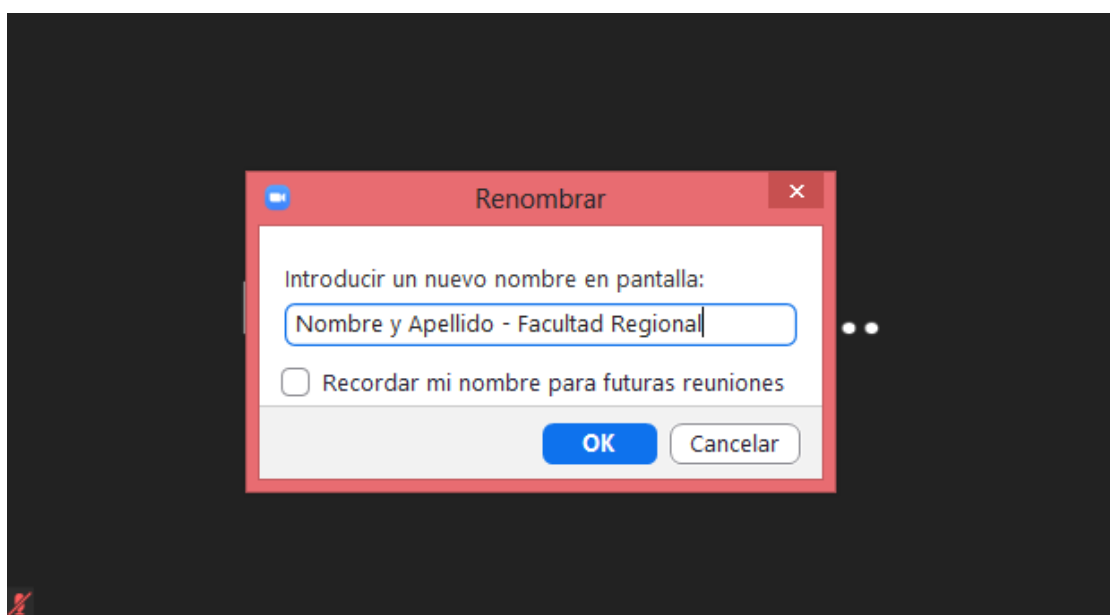 Renombrar
Introducir un nuevo nombre en pantalla:
Nombre y Apellido - Facultad Regional
Recordar mi nombre para futuras reuniones
OK
Cancelar